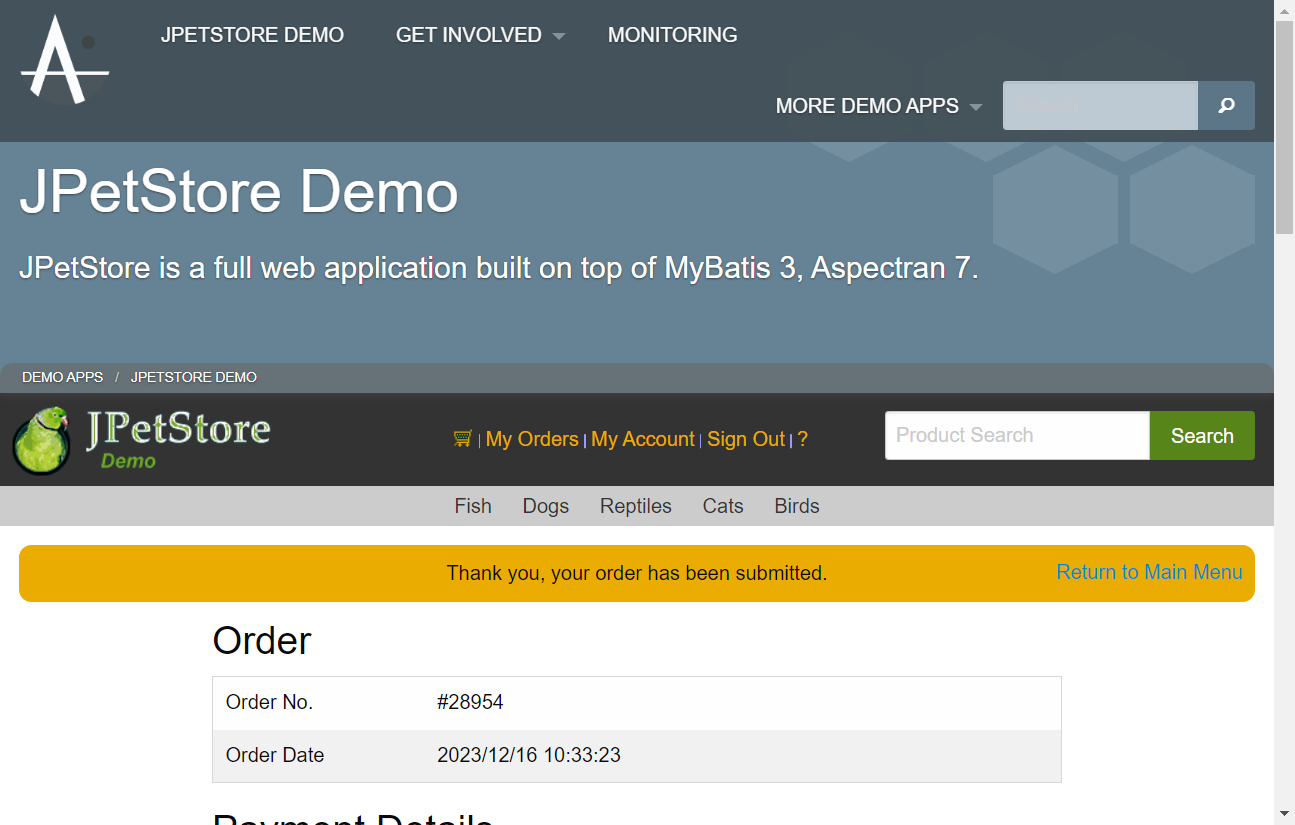 JPETSTORE DEMO GET INVOLVED MONITORING
MORE DEMO APPS
JPetStore Demo
JPetStore is a full web application built on top of MyBatis 3, Aspectran 7.
DEMO APPS / JPETSTORE DEMO
JPetStore
Demo
| My Orders | My Account | Sign Out | ?
Product Search
Search
Fish Dogs Reptiles Cats Birds
Thank you, your order has been submitted.
Return to Main Menu
Order
Order No. #28954
Order Date 2023/12/16 10:33:23
Payment Details